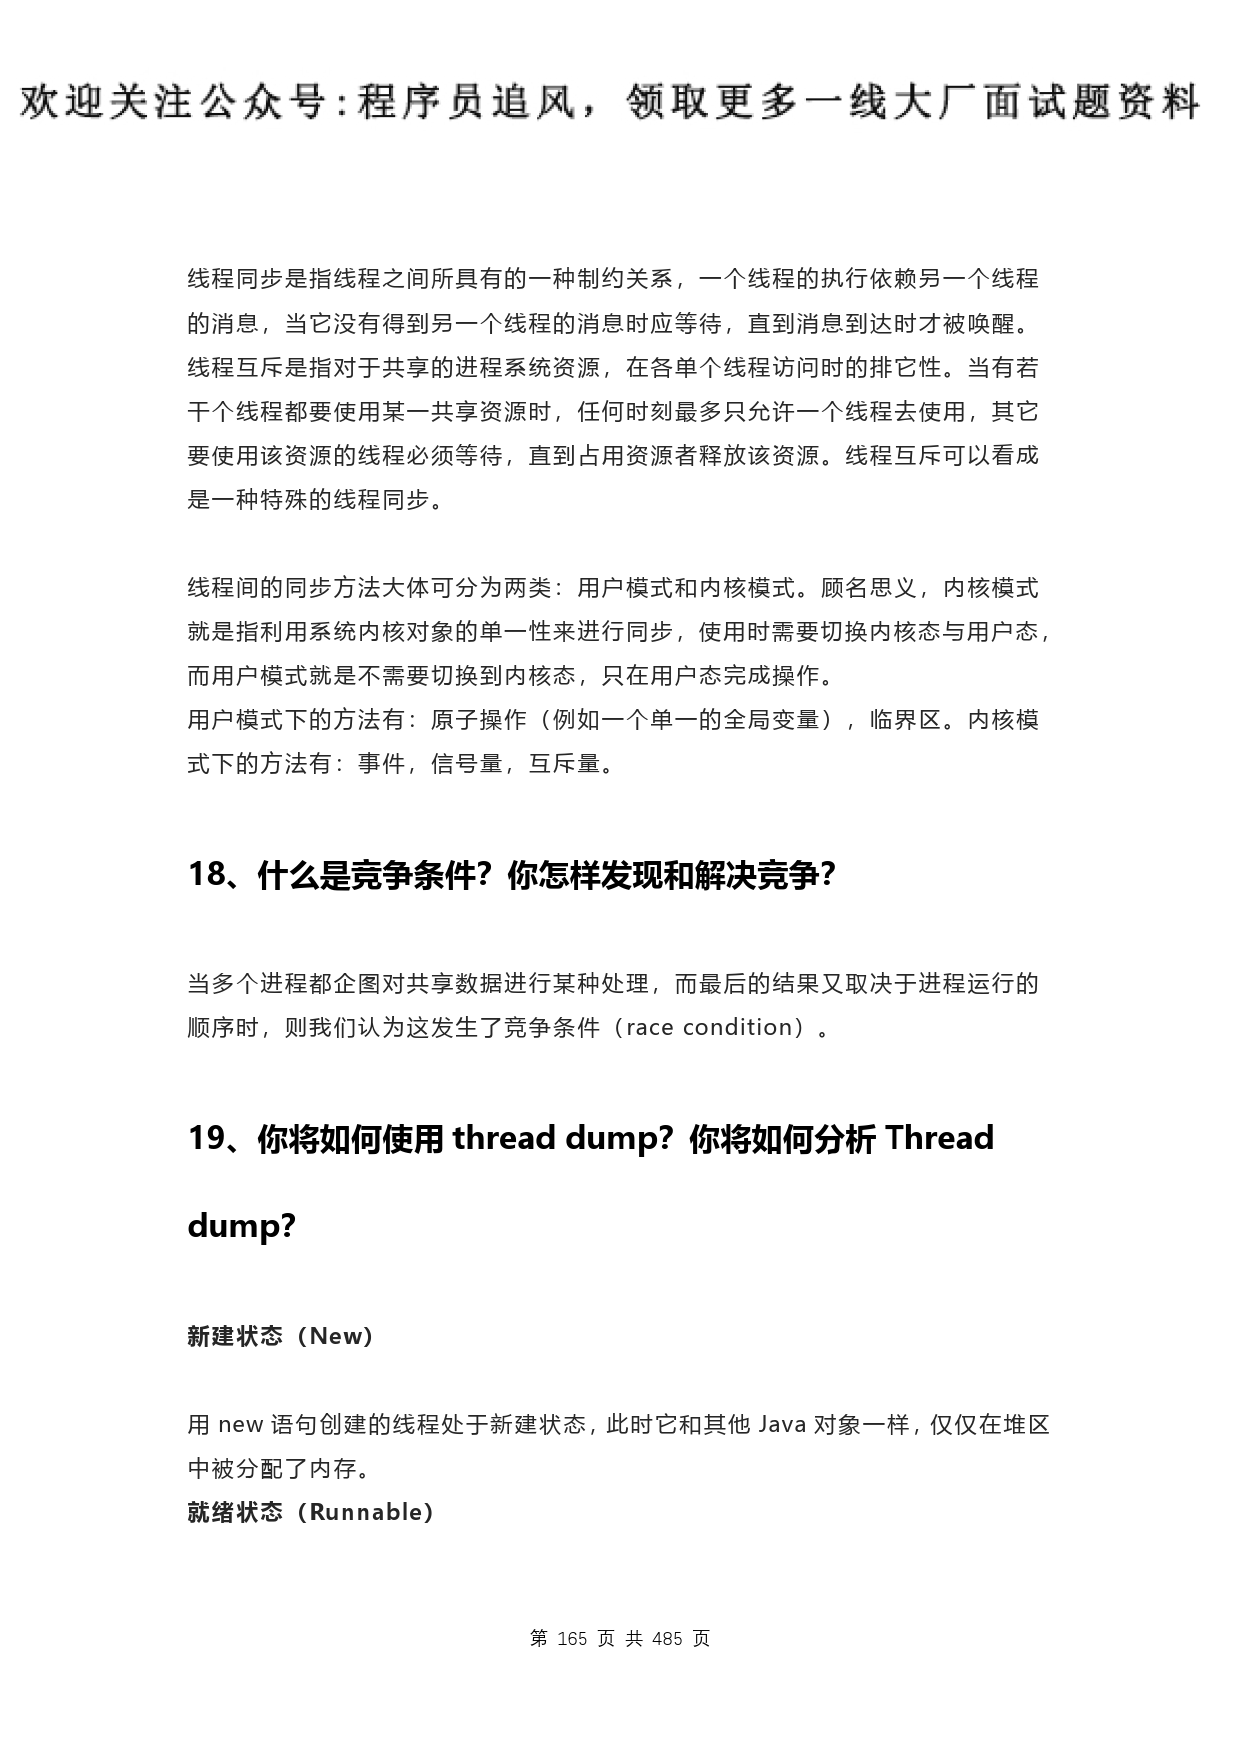 欢迎关注公众号:程序员追风，领取更多一线大厂面试题资料
线程同步是指线程之间所具有的一种制约关系，一个线程的执行依赖另一个线程
的消息，当它没有得到另一个线程的消息时应等待，直到消息到达时才被唤醒。
线程互斥是指对于共享的进程系统资源，在各单个线程访问时的排它性。当有若
干个线程都要使用某一共享资源时，任何时刻最多只允许一个线程去使用，其它
要使用该资源的线程必须等待，直到占用资源者释放该资源。线程互斥可以看成
是一种特殊的线程同步。
线程间的同步方法大体可分为两类：用户模式和内核模式。顾名思义，内核模式
就是指利用系统内核对象的单一性来进行同步，使用时需要切换内核态与用户态，
而用户模式就是不需要切换到内核态，只在用户态完成操作。
用户模式下的方法有：原子操作（例如一个单一的全局变量），临界区。内核模
式下的方法有：事件，信号量，互斥量。
18、什么是竞争条件？你怎样发现和解决竞争？
当多个进程都企图对共享数据进行某种处理，而最后的结果又取决于进程运行的
顺序时，则我们认为这发生了竞争条件（race condition）。
19、你将如何使用 thread dump？你将如何分析 Thread
dump？
新建状态（New）
用 new 语句创建的线程处于新建状态，此时它和其他 Java 对象一样，仅仅在堆区
中被分配了内存。
就绪状态（Runnable）
第 165 页 共 485 页